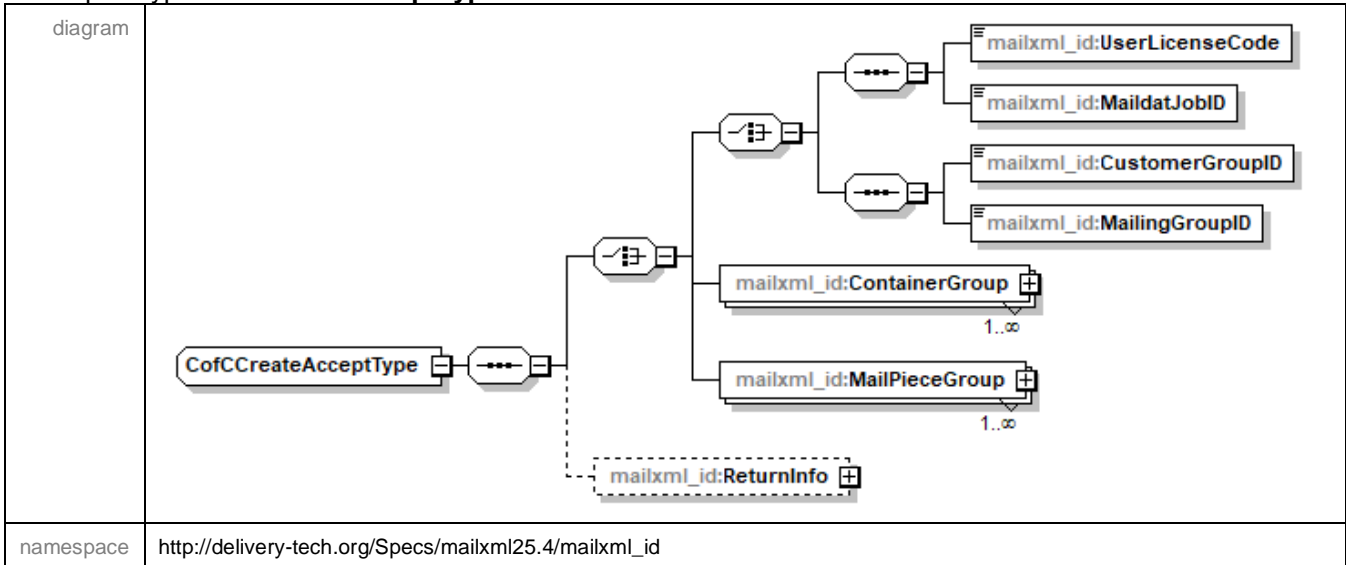 diagram
mailxml_id:UserLicenseCode
mailxml_id:MaildatJobID
mailxml_id:CustomerGroupID
mailxml_id:MailingGroupID
mailxml_id:ContainerGroup
1..∞
CofCCreateAcceptType
mailxml_id:MailPieceGroup
1..∞
mailxml_id:ReturnInfo
namespace
http://delivery-tech.org/Specs/mailxml25.4/mailxml_id